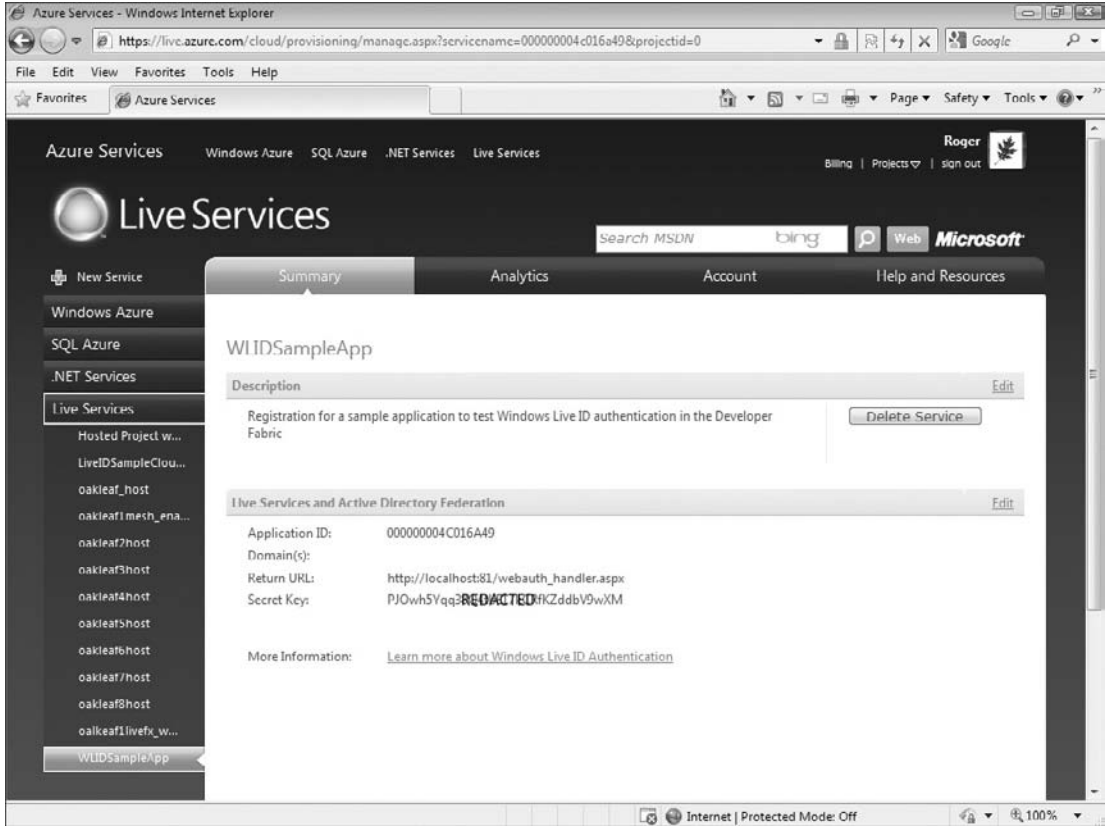 Azure Services - Windows Internet Explorer
https://live.azure.com/cloud/provisioning/manage.aspx?servicename=000000004c016a49&projectid=0
Google
File Edit View Favorites Tools Help
Favorites
Azure Services
Page
Safety
Tools
Azure Services
Windows Azure SQL Azure .NET Services Live Services
Roger
Billing | Projects | sign out
Live Services
Search MSDN
bing
Web
Microsoft
New Service
Summary
Analytics
Account
Help and Resources
Windows Azure
SQL Azure
.NET Services
Live Services
Hosted Project w...
LiveIDSampleClou...
oakleaf_host
oakleaf1mesh_ena...
oakleaf2host
oakleaf3host
oakleaf4host
oakleaf5host
oakleaf6host
oakleaf7host
oakleaf8host
oalkeaf1livefx_w...
WLIDSampleApp
WLIDSampleApp
Description
Edit
Registration for a sample application to test Windows Live ID authentication in the Developer
Fabric
Delete Service
Live Services and Active Directory Federation
Edit
Application ID: 000000004C016A49
Domain(s):
Return URL: http://localhost:81/webauth_handler.aspx
Secret Key: PJOwh5Yqq3 REDACTED fKZddbV9wXM
More Information: Learn more about Windows Live ID Authentication
Internet | Protected Mode: Off
100%